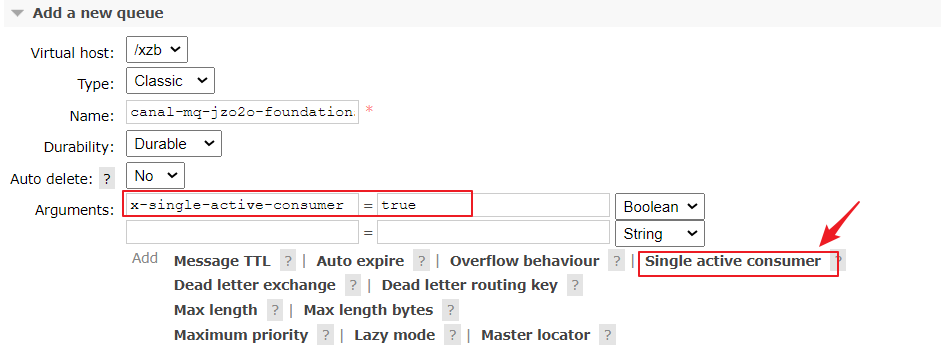 Add a new queue
Virtual host: /xzb
Type: Classic
Name: canal-mq-jzo2o-foundation *
Durability: Durable
Auto delete: ? No
Arguments: x-single-active-consumer = true Boolean
= String
Add Message TTL ? | Auto expire ? | Overflow behaviour ? | Single active consumer ?
Dead letter exchange ? | Dead letter routing key ?
Max length ? | Max length bytes ?
Maximum priority ? | Lazy mode ? | Master locator ?